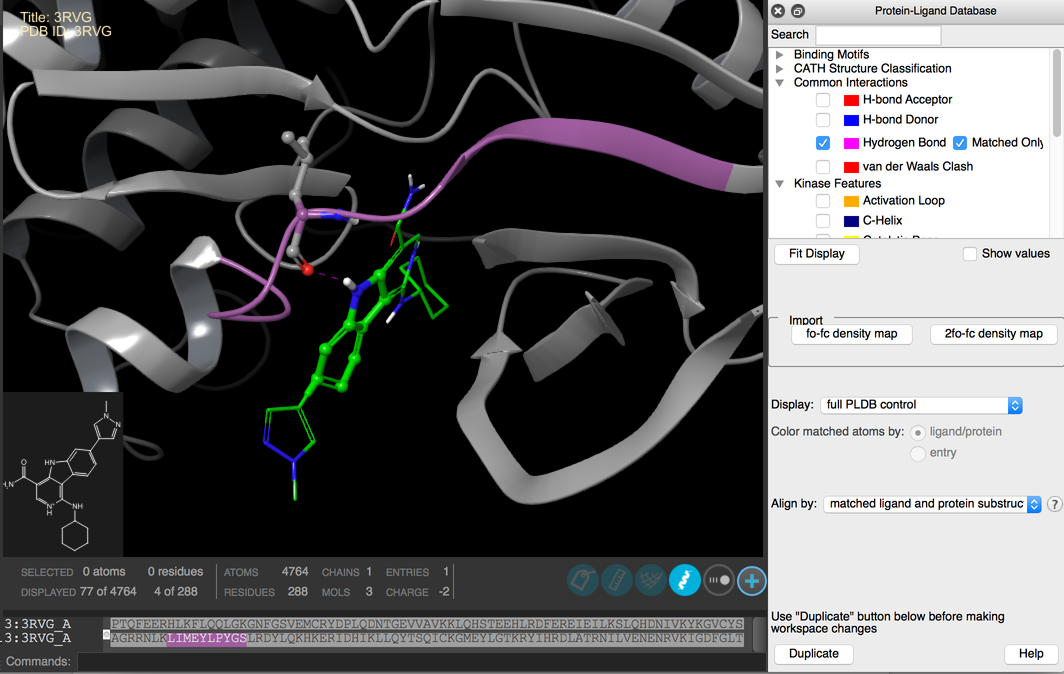 Title: 3RVG
PDB ID: 3RVG
Protein-Ligand Database
Search
Binding Motifs
CATH Structure Classification
Common Interactions
H-bond Acceptor
H-bond Donor
Hydrogen Bond Matched Only
van der Waals Clash
Kinase Features
Activation Loop
C-Helix
Fit Display Show values
Import
fo-fc density map 2fo-fc density map
Display: full PLDB control
Color matched atoms by: ligand/protein
entry
Align by: matched ligand and protein substruc ?
Use "Duplicate" button below before making
workspace changes
Duplicate Help
N
N
NH
O
H₂N
N+
H
NH
SELECTED 0 atoms 0 residues ATOMS 4764 CHAINS 1 ENTRIES 1
DISPLAYED 77 of 4764 4 of 288 RESIDUES 288 MOLS 3 CHARGE -2
3:3RVG_A PTQFEERHLKFLQQLGKGNFGSVEMCRYDPLQDNTGEVVAVKKLQHSTEEHLRDFEREIEILKSLQHDNIVKYKGVCYS
13:3RVG_A AGRRNLKLIMEYLPYGSLRDYLQKHKERIDHIKLLQYTSQICKGMEYLGTKRYIHRDLATRNILVENENRVKIGDFGLT
Commands: